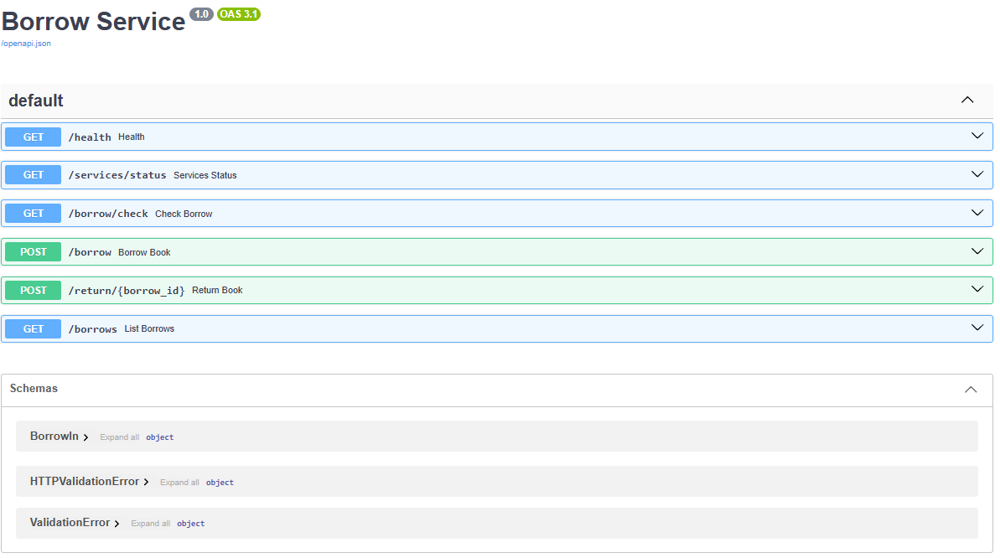 Borrow Service 1.0 OAS 3.1
/openapi.json
default
GET /health Health
GET /services/status Services Status
GET /borrow/check Check Borrow
POST /borrow Borrow Book
POST /return/{borrow_id} Return Book
GET /borrows List Borrows
Schemas
BorrowIn Expand all object
HTTPValidationError Expand all object
ValidationError Expand all object